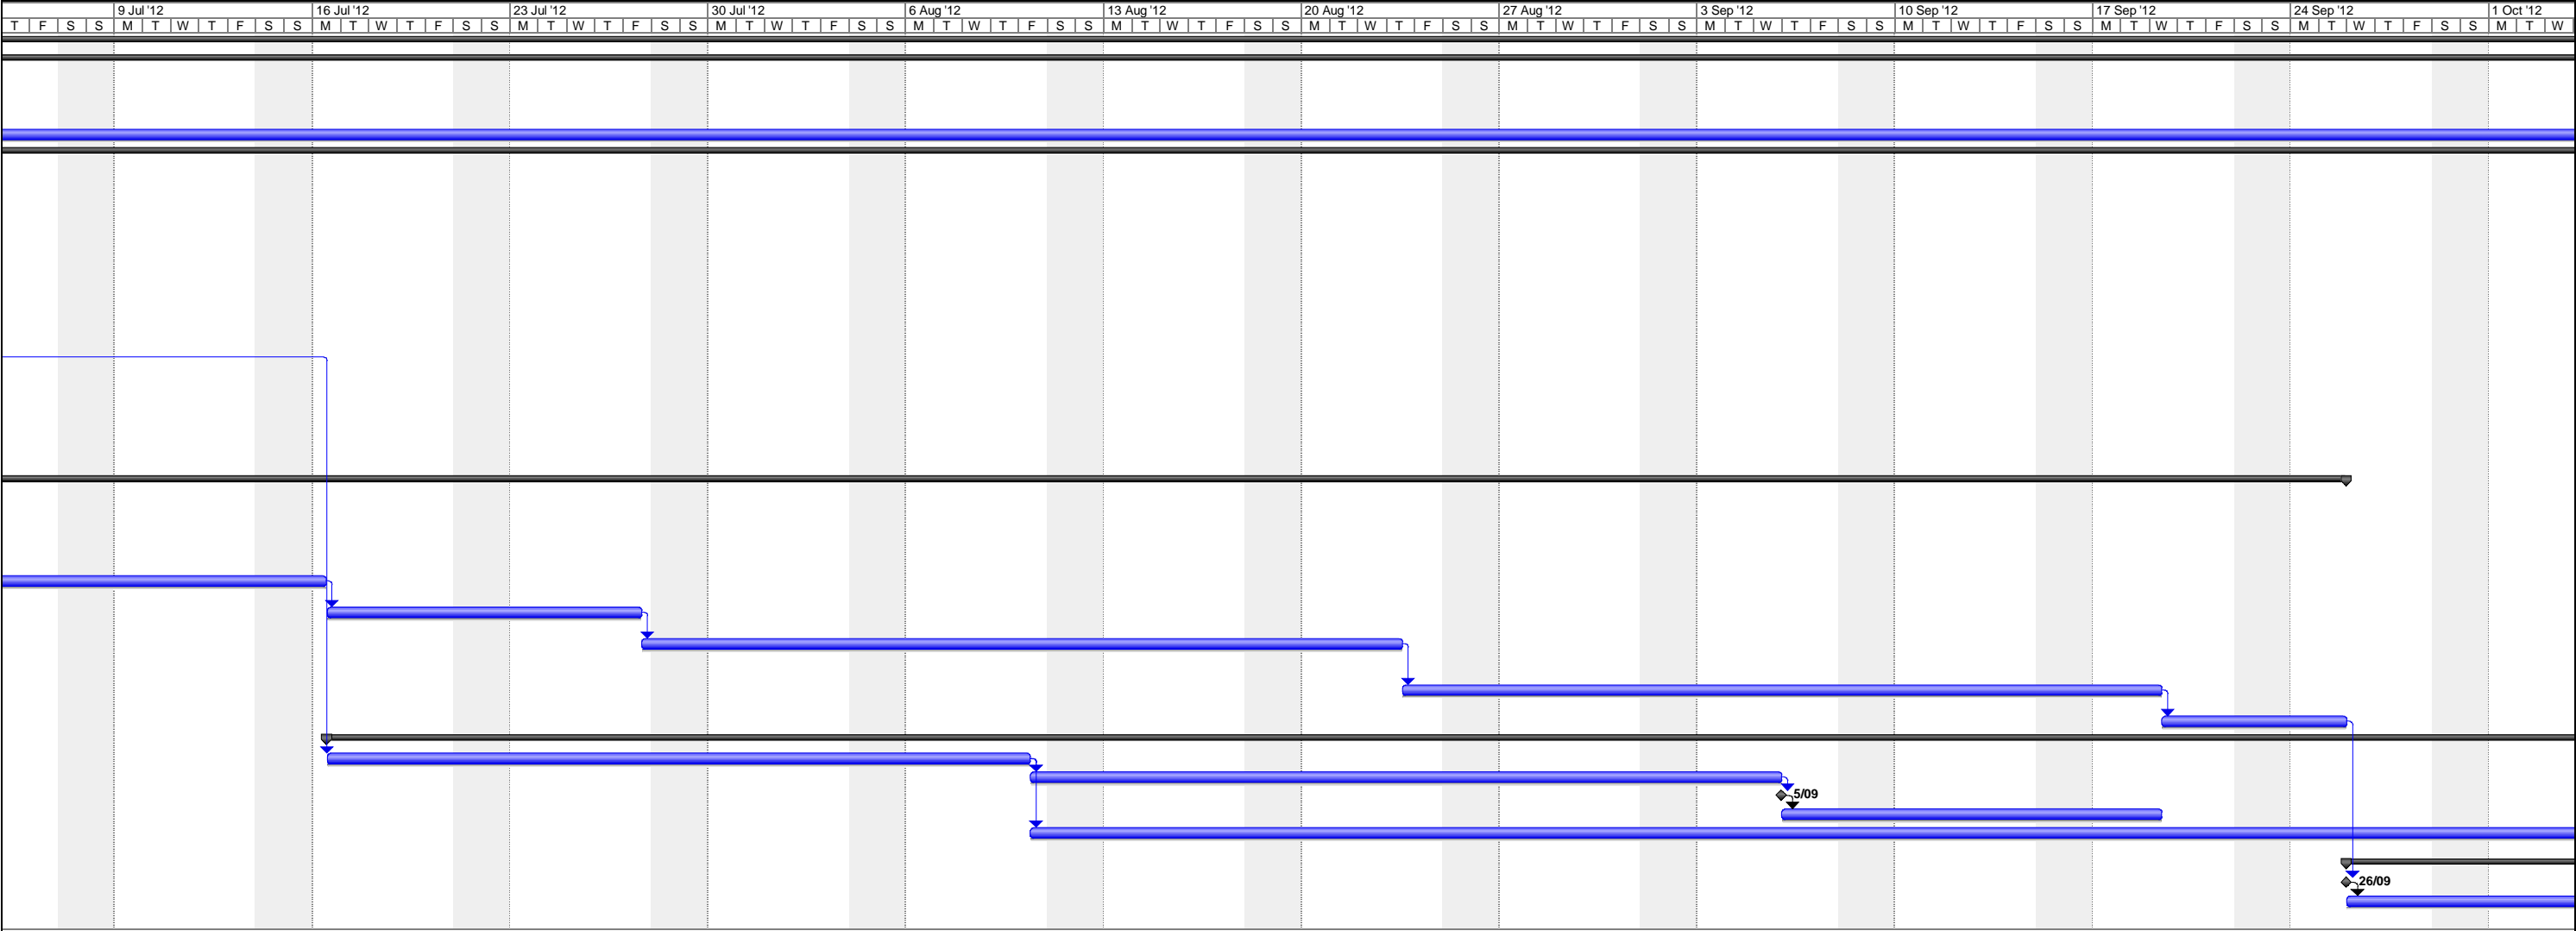 9 Jul '12 16 Jul '12 23 Jul '12 30 Jul '12 6 Aug '12 13 Aug '12 20 Aug '12 27 Aug '12 3 Sep '12 10 Sep '12 17 Sep '12 24 Sep '12 1 Oct '12
T F S S M T W T F S S M T W T F S S M T W T F S S M T W T F S S M T W T F S S M T W T F S S M T W T F S S M T W T F S S M T W T F S S M T W T F S S M T W T F S S M T W T F S S M T W
5/09
26/09